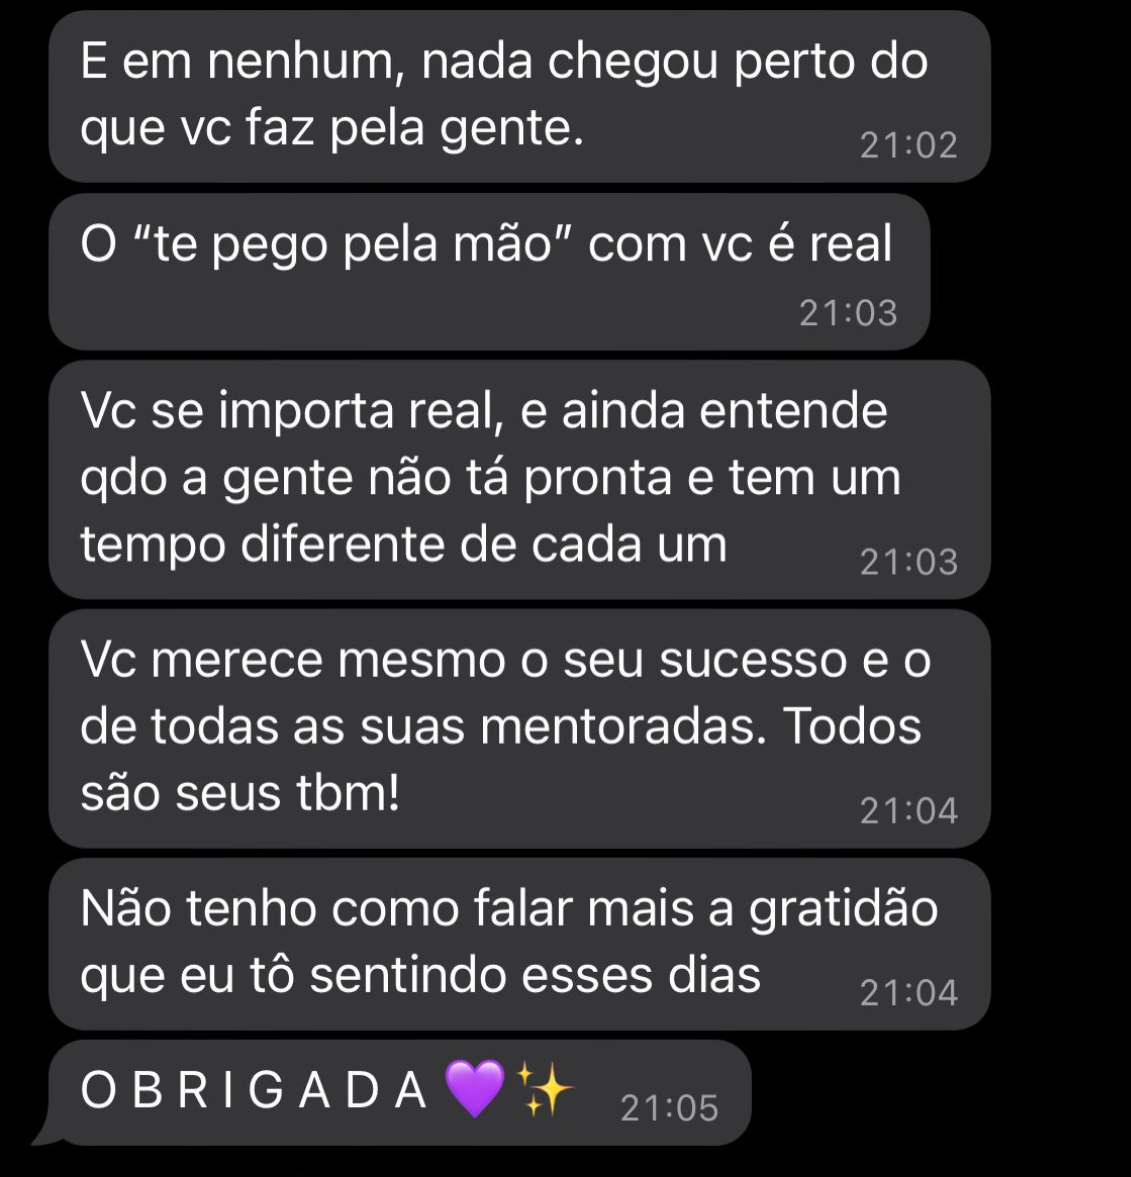 E em nenhum, nada chegou perto do
que vc faz pela gente.
21:02
O “te pego pela mão” com vc é real
21:03
Vc se importa real, e ainda entende
qdo a gente não tá pronta e tem um
tempo diferente de cada um
21:03
Vc merece mesmo o seu sucesso e o
de todas as suas mentoradas. Todos
são seus tbm!
21:04
Não tenho como falar mais a gratidão
que eu tô sentindo esses dias
21:04
O B R I G A D A 💜✨
21:05